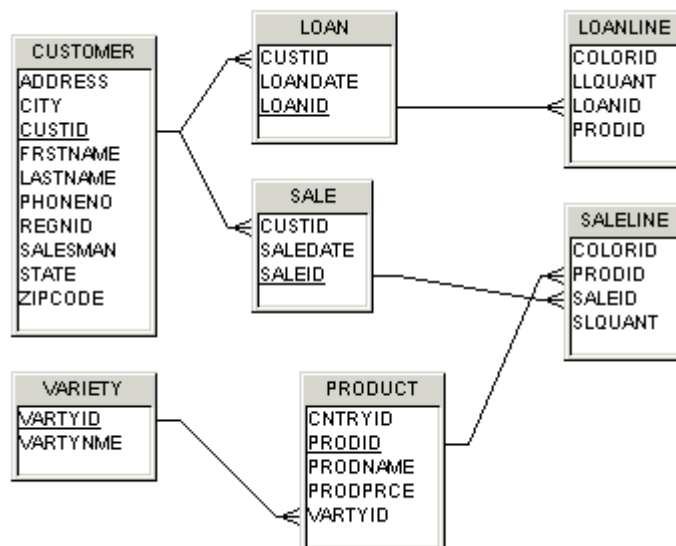 CUSTOMER
ADDRESS
CITY
CUSTID
FRSTNAME
LASTNAME
PHONENO
REGNID
SALESMAN
STATE
ZIPCODE
LOAN
CUSTID
LOANDATE
LOANID
LOANLINE
COLORID
LLQUANT
LOANID
PRODID
SALE
CUSTID
SALEDATE
SALEID
SALELINE
COLORID
PRODID
SALEID
SLQUANT
VARIETY
VARTYID
VARTYNME
PRODUCT
CNTRYID
PRODID
PRODNAME
PRODPRCE
VARTYID